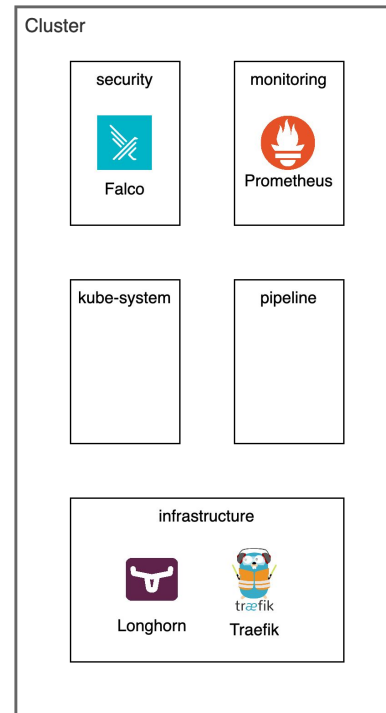 Cluster
security
monitoring
Falco
Prometheus
kube-system
pipeline
infrastructure
træfik
Longhorn
Traefik